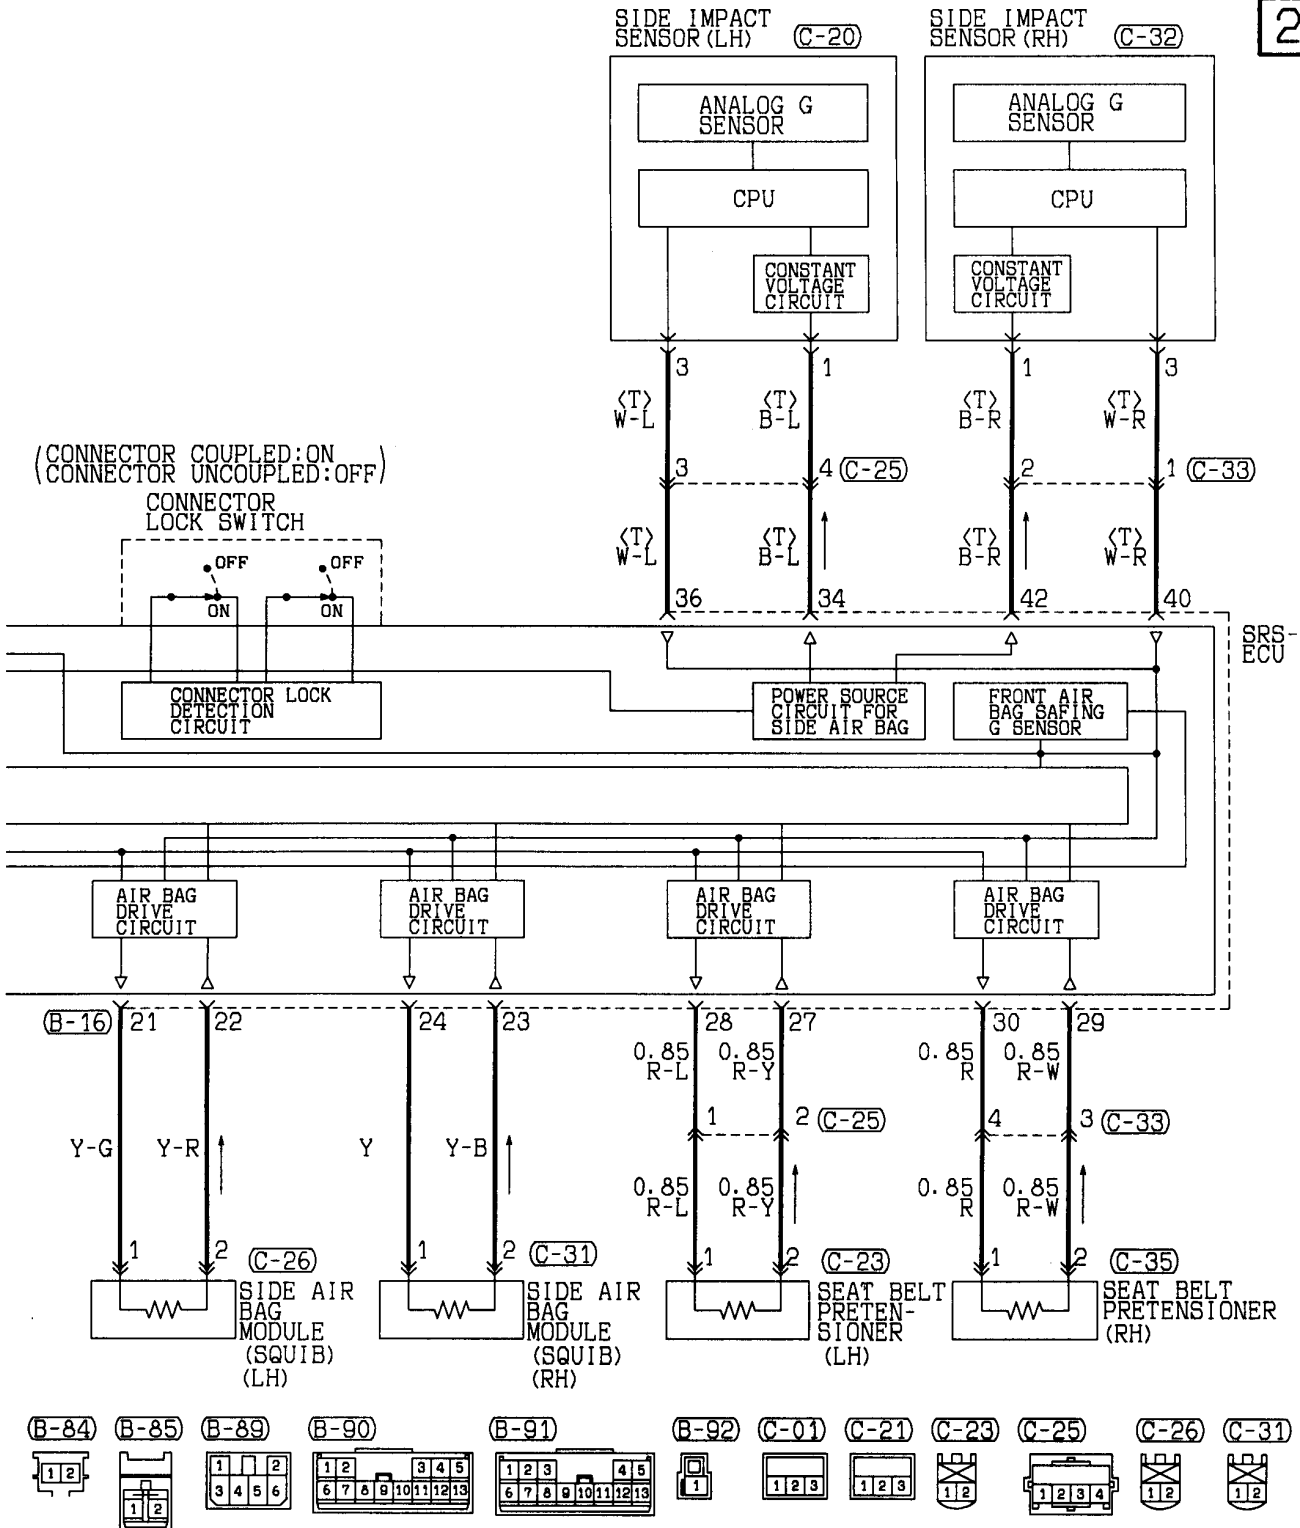 SIDE IMPACT
SENSOR(LH) C-20
SIDE IMPACT
SENSOR(RH) C-32
2
ANALOG G
SENSOR
ANALOG G
SENSOR
CPU
CPU
CONSTANT
VOLTAGE
CIRCUIT
CONSTANT
VOLTAGE
CIRCUIT
3 1 1 3
<T>
W-L
<T>
B-L
<T>
B-R
<T>
W-R
(CONNECTOR COUPLED:ON
CONNECTOR UNCOUPLED:OFF)
3 4 C-25 2 1 C-33
CONNECTOR
LOCK SWITCH
<T>
W-L
<T>
B-L
<T>
B-R
<T>
W-R
OFF OFF
ON ON
36 34 42 40
SRS-
ECU
CONNECTOR LOCK
DETECTION
CIRCUIT
POWER SOURCE
CIRCUIT FOR
SIDE AIR BAG
FRONT AIR
BAG SAFING
G SENSOR
AIR BAG
DRIVE
CIRCUIT
AIR BAG
DRIVE
CIRCUIT
AIR BAG
DRIVE
CIRCUIT
AIR BAG
DRIVE
CIRCUIT
B-16 21 22 24 23 28 27 30 29
0.85
R-L
0.85
R-Y
0.85
R
0.85
R-W
1 2 C-25 4 3 C-33
Y-G Y-R Y Y-B
0.85
R-L
0.85
R-Y
0.85
R
0.85
R-W
1 2 C-26 1 2 C-31 1 2 C-23 1 2 C-35
SIDE AIR
BAG
MODULE
(SQUIB)
(LH)
SIDE AIR
BAG
MODULE
(SQUIB)
(RH)
SEAT BELT
PRETEN-
SIONER
(LH)
SEAT BELT
PRETENSIONER
(RH)
B-84 B-85 B-89 B-90 B-91 B-92 C-01 C-21 C-23 C-25 C-26 C-31
1 2
1 2
1 2
3 4 5 6
1 2 3 4 5
6 7 8 9 10 11 12 13
1 2 3 4 5
6 7 8 9 10 11 12 13
1
1 2 3
1 2 3
1 2
1 2 3 4
1 2
1 2